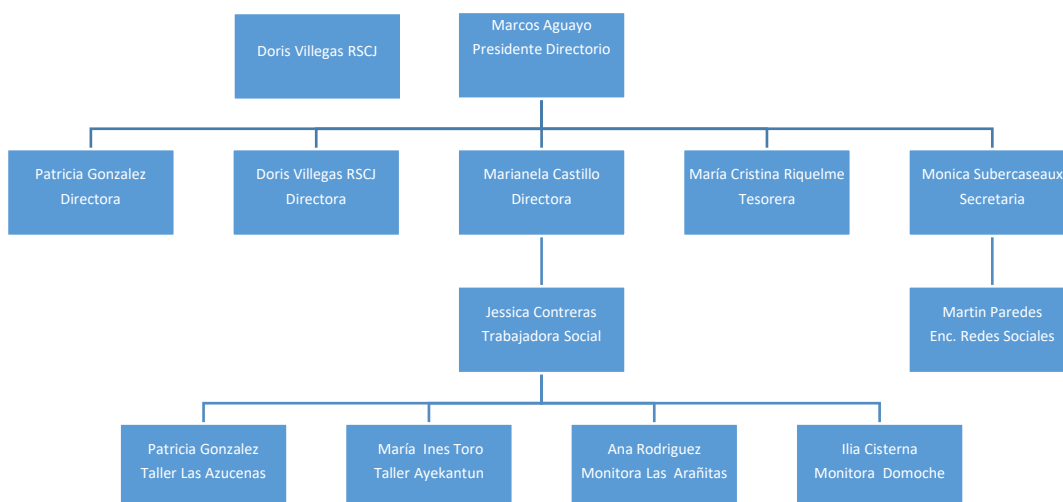 Doris Villegas RSCJ
Marcos Aguayo
Presidente Directorio
Patricia Gonzalez
Directora
Doris Villegas RSCJ
Directora
Marianela Castillo
Directora
María Cristina Riquelme
Tesorera
Monica Subercaseaux
Secretaria
Jessica Contreras
Trabajadora Social
Martin Paredes
Enc. Redes Sociales
Patricia Gonzalez
Taller Las Azucenas
María Ines Toro
Taller Ayekantun
Ana Rodriguez
Monitora Las Arañitas
Ilia Cisterna
Monitora Domoche